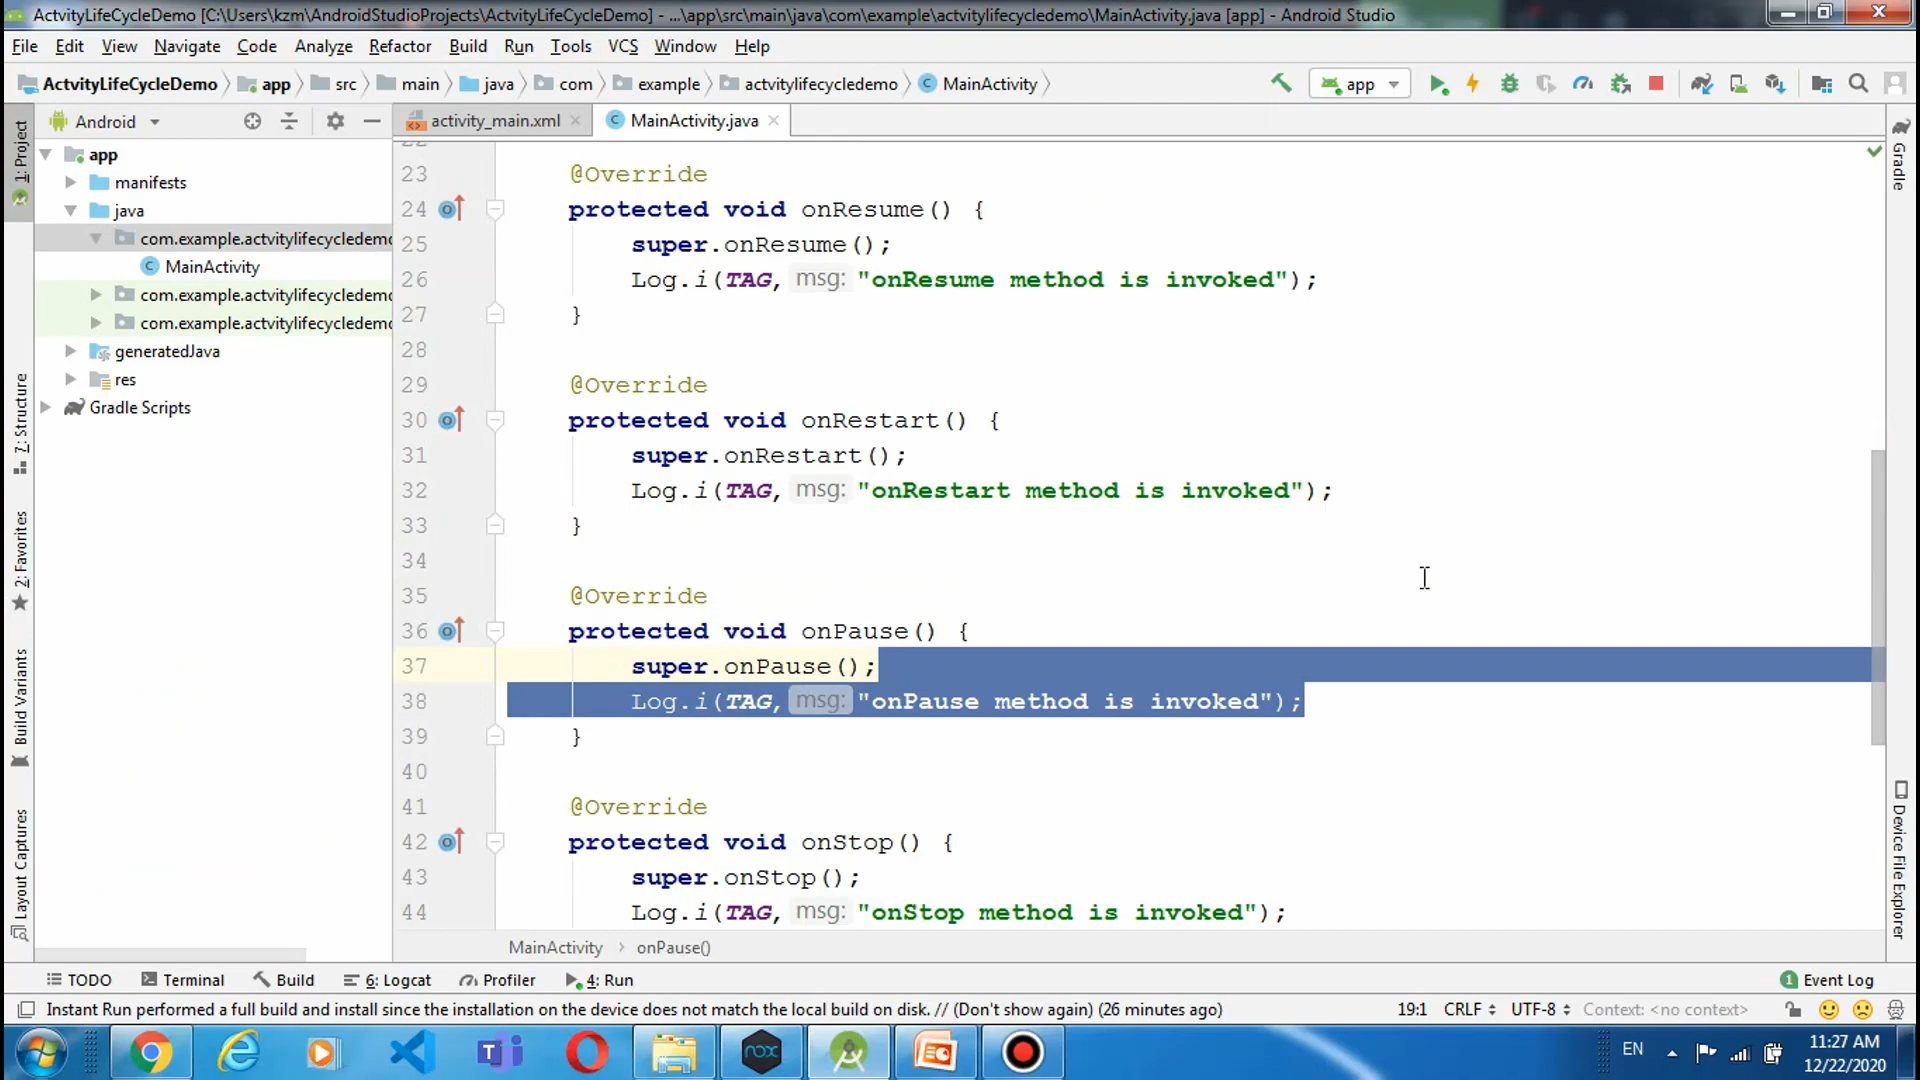 ActvityLifeCycleDemo [C:\Users\kzm\AndroidStudioProjects\ActvityLifeCycleDemo] - ...\app\src\main\java\com\example\actvitylifecycledemo\MainActivity.java [app] - Android Studio
File Edit View Navigate Code Analyze Refactor Build Run Tools VCS Window Help
ActvityLifeCycleDemo app src main java com example actvitylifecycledemo MainActivity app
Android activity_main.xml MainActivity.java
app
manifests
java
com.example.actvitylifecycledemo
MainActivity
com.example.actvitylifecycledemo
com.example.actvitylifecycledemo
generatedJava
res
Gradle Scripts
1: Project
7: Structure
2: Favorites
Build Variants
Layout Captures
23 @Override
24 protected void onResume() {
25 super.onResume();
26 Log.i(TAG, msg: "onResume method is invoked");
27 }
28
29 @Override
30 protected void onRestart() {
31 super.onRestart();
32 Log.i(TAG, msg: "onRestart method is invoked");
33 }
34
35 @Override
36 protected void onPause() {
37 super.onPause();
38 Log.i(TAG, msg: "onPause method is invoked");
39 }
40
41 @Override
42 protected void onStop() {
43 super.onStop();
44 Log.i(TAG, msg: "onStop method is invoked");
MainActivity › onPause()
Gradle
Device File Explorer
TODO Terminal Build 6: Logcat Profiler 4: Run 1 Event Log
Instant Run performed a full build and install since the installation on the device does not match the local build on disk. // (Don't show again) (26 minutes ago) 19:1 CRLF UTF-8 Context: <no context>
nox
EN 11:27 AM
12/22/2020